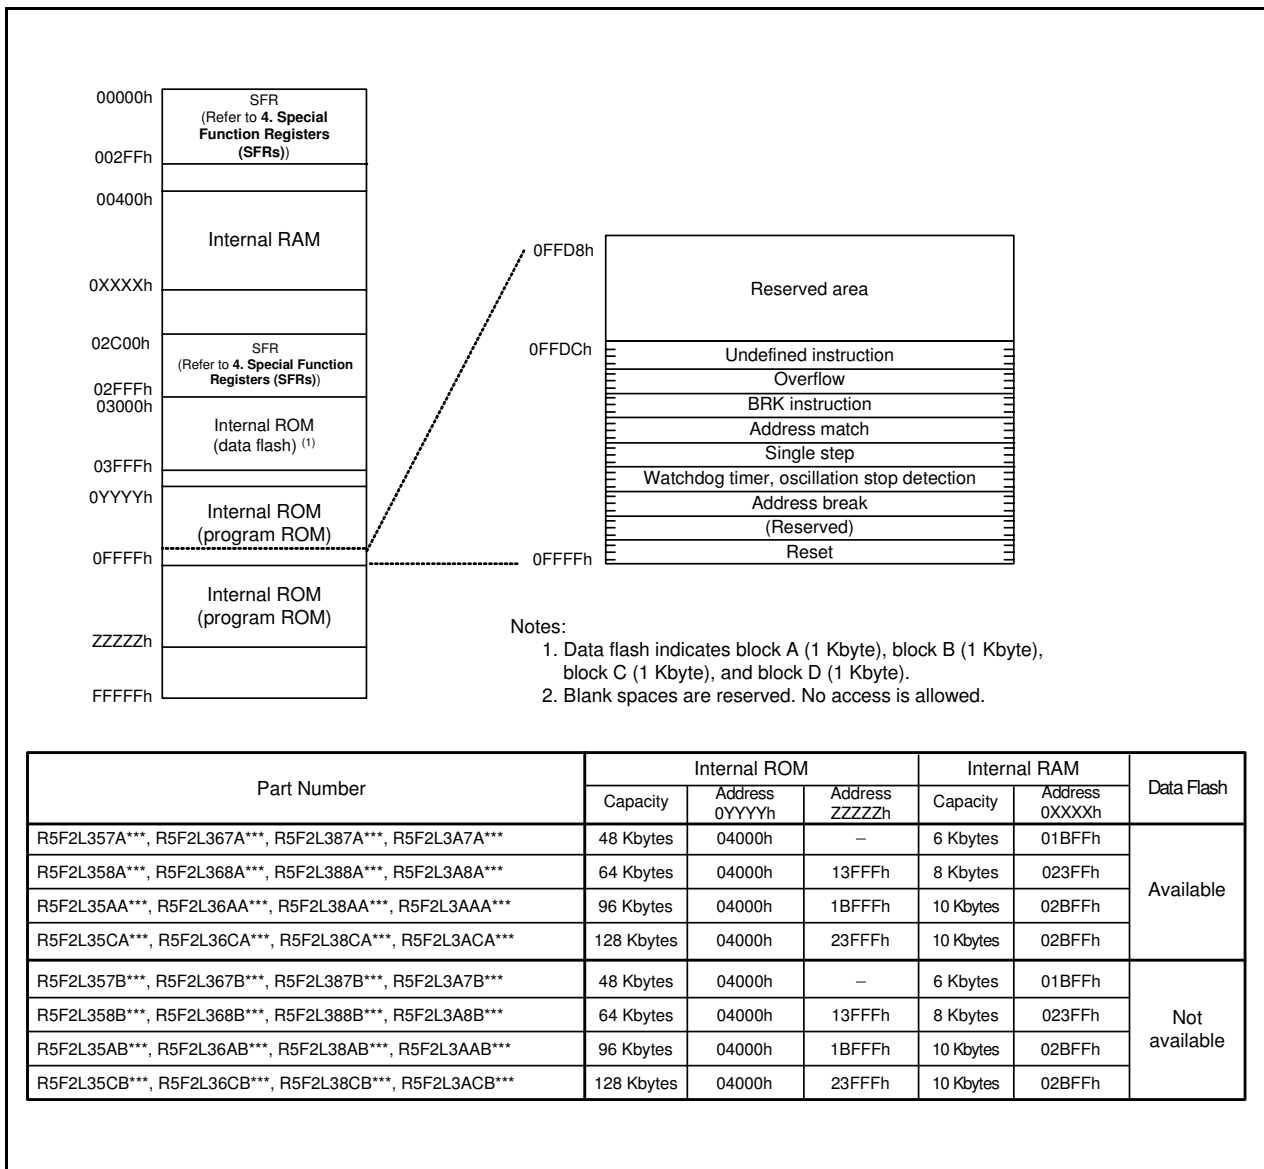 00000h
SFR
(Refer to 4. Special
Function Registers
(SFRs))
002FFh
00400h
Internal RAM
0XXXXh
02C00h
SFR
(Refer to 4. Special Function
Registers (SFRs))
02FFFh
03000h
Internal ROM
(data flash) (1)
03FFFh
0YYYYh
Internal ROM
(program ROM)
0FFFFh
Internal ROM
(program ROM)
ZZZZZh
FFFFFh
0FFD8h
Reserved area
0FFDCh
Undefined instruction
Overflow
BRK instruction
Address match
Single step
Watchdog timer, oscillation stop detection
Address break
(Reserved)
Reset
0FFFFh
Notes:
1. Data flash indicates block A (1 Kbyte), block B (1 Kbyte),
block C (1 Kbyte), and block D (1 Kbyte).
2. Blank spaces are reserved. No access is allowed.
Part Number Internal ROM Internal RAM Data Flash
Capacity Address 0YYYYh Address ZZZZZh Capacity Address 0XXXXh
R5F2L357A***, R5F2L367A***, R5F2L387A***, R5F2L3A7A*** 48 Kbytes 04000h – 6 Kbytes 01BFFh
R5F2L358A***, R5F2L368A***, R5F2L388A***, R5F2L3A8A*** 64 Kbytes 04000h 13FFFh 8 Kbytes 023FFh
Available
R5F2L35AA***, R5F2L36AA***, R5F2L38AA***, R5F2L3AAA*** 96 Kbytes 04000h 1BFFFh 10 Kbytes 02BFFh
R5F2L35CA***, R5F2L36CA***, R5F2L38CA***, R5F2L3ACA*** 128 Kbytes 04000h 23FFFh 10 Kbytes 02BFFh
R5F2L357B***, R5F2L367B***, R5F2L387B***, R5F2L3A7B*** 48 Kbytes 04000h – 6 Kbytes 01BFFh
R5F2L358B***, R5F2L368B***, R5F2L388B***, R5F2L3A8B*** 64 Kbytes 04000h 13FFFh 8 Kbytes 023FFh
Not
available
R5F2L35AB***, R5F2L36AB***, R5F2L38AB***, R5F2L3AAB*** 96 Kbytes 04000h 1BFFFh 10 Kbytes 02BFFh
R5F2L35CB***, R5F2L36CB***, R5F2L38CB***, R5F2L3ACB*** 128 Kbytes 04000h 23FFFh 10 Kbytes 02BFFh